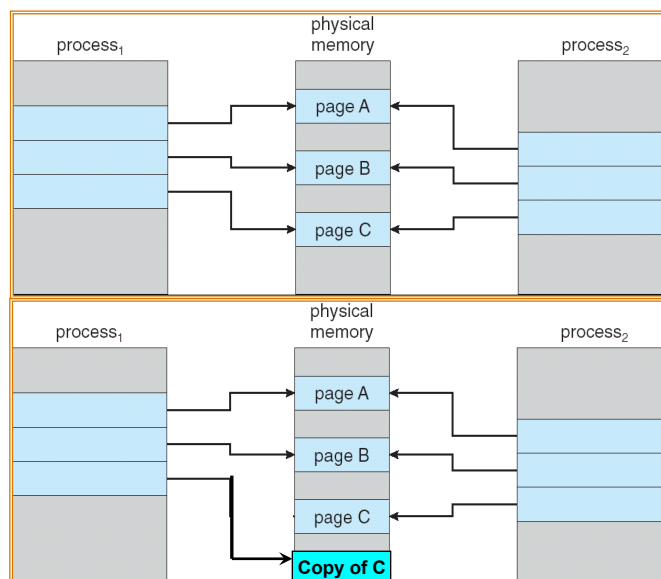 physical
memory
process₁
process₂
page A
page B
page C
physical
memory
process₁
process₂
page A
page B
page C
Copy of C